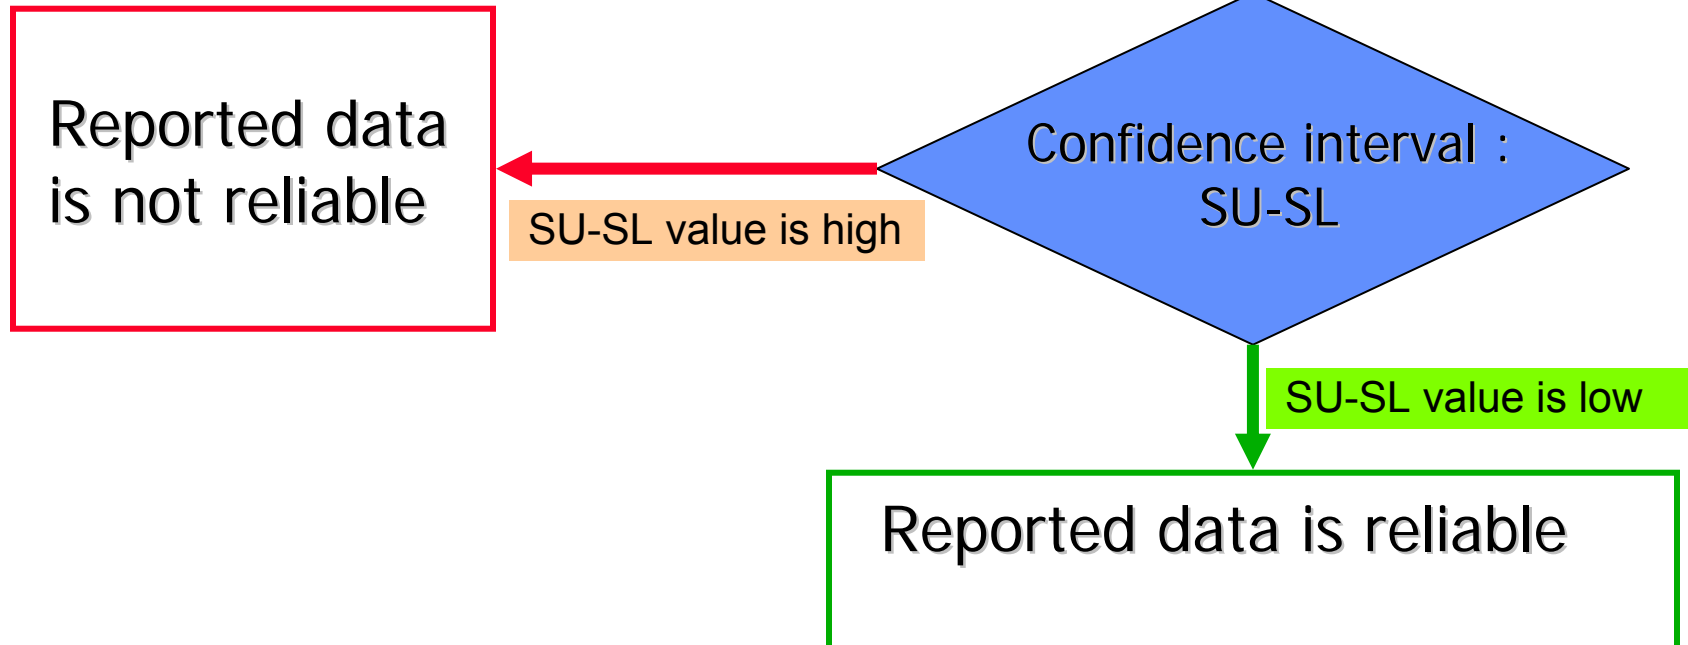 Reported data
is not reliable
SU-SL value is high
Confidence interval :
SU-SL
SU-SL value is low
Reported data is reliable